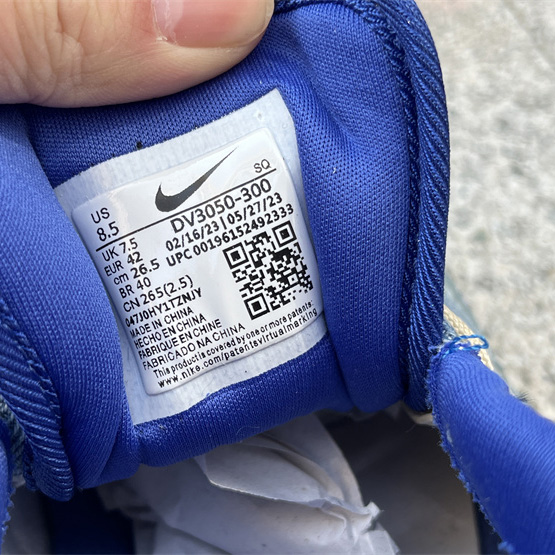 SQ
US
8.5
DV3050-300
UK 7.5
02/16/23 | 05/27/23
EUR 42
UPC 00196152492333
cm 26.5
BR 40
CN 265(2.5)
047J0HY1TZNJY
MADE IN CHINA
HECHO EN CHINA
FABRIQUE EN CHINE
FABRICADO NA CHINA
This product is covered by one or more patents:
www.nike.com/patentsvirtualmarking